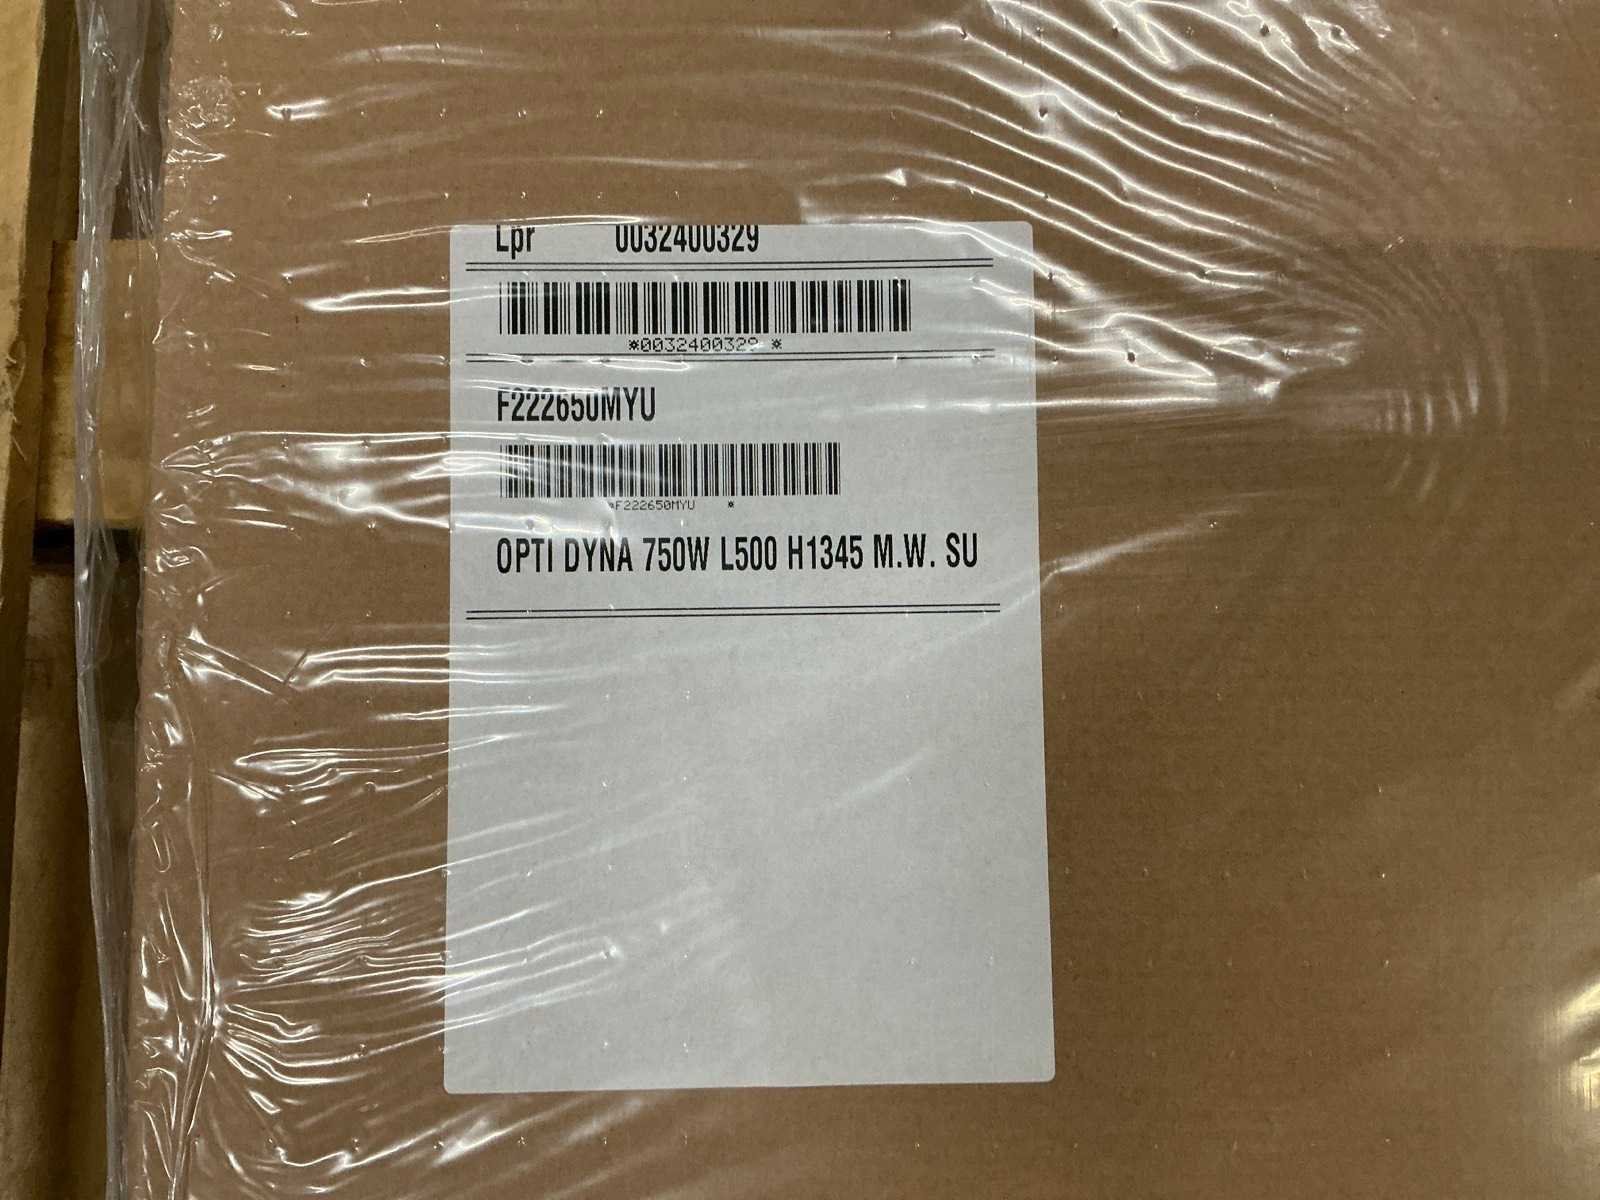 Lpr 0032400329
*0032400329 *
F222650MYU
*F222650MYU *
OPTI DYNA 750W L500 H1345 M.W. SU